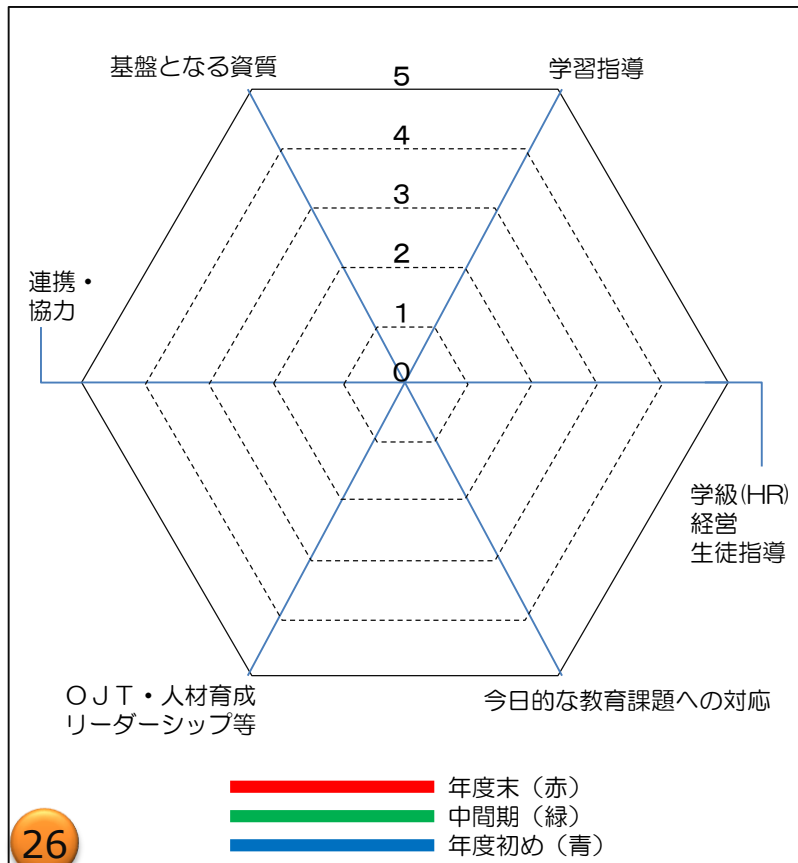 基盤となる資質
学習指導
5
4
3
2
1
0
連携・
協力
学級(HR)
経営
生徒指導
ＯＪＴ・人材育成
リーダーシップ等
今日的な教育課題への対応
年度末（赤）
中間期（緑）
年度初め（青）
26